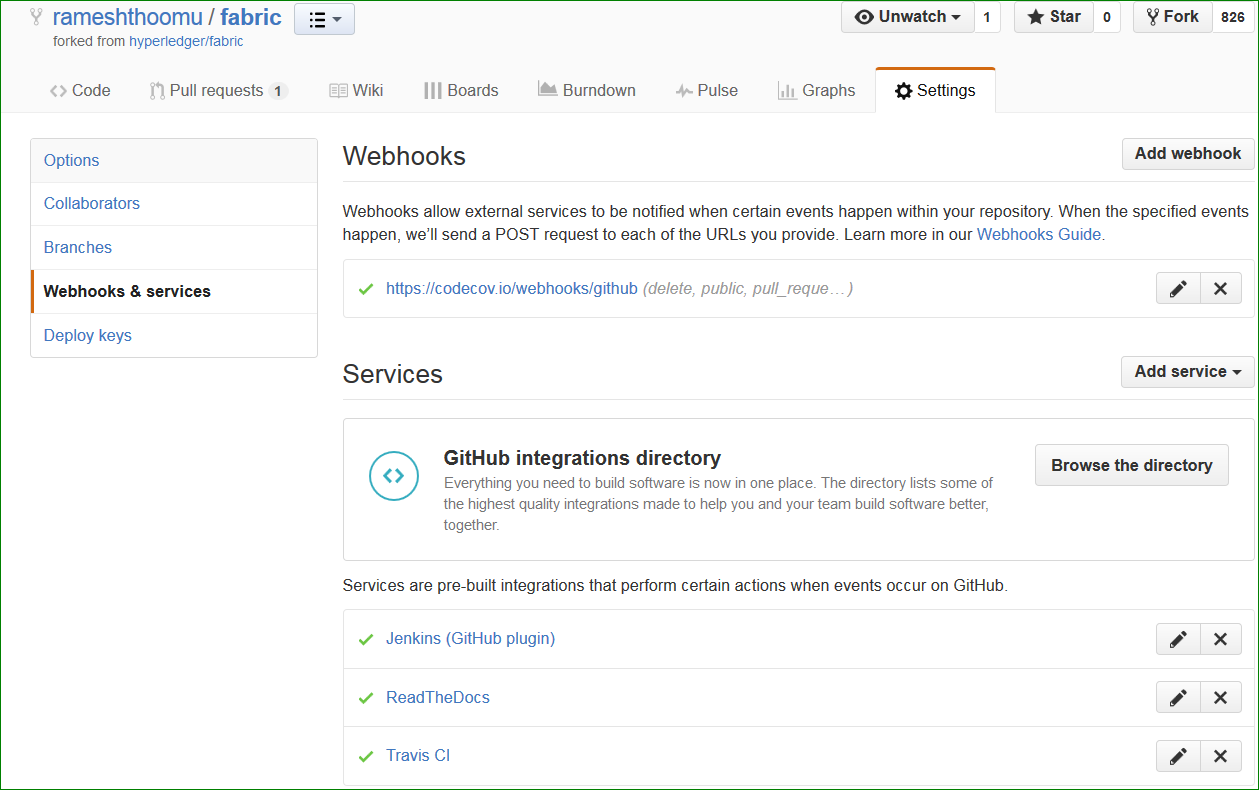 rameshthoomu / fabric
Unwatch 1 Star 0 Fork 826
forked from hyperledger/fabric
Code Pull requests 1 Wiki Boards Burndown Pulse Graphs Settings
Options
Collaborators
Branches
Webhooks & services
Deploy keys
Webhooks
Add webhook
Webhooks allow external services to be notified when certain events happen within your repository. When the specified events
happen, we’ll send a POST request to each of the URLs you provide. Learn more in our Webhooks Guide.
https://codecov.io/webhooks/github (delete, public, pull_reque…)
Services
Add service
GitHub integrations directory
Everything you need to build software is now in one place. The directory lists some of
the highest quality integrations made to help you and your team build software better,
together.
Browse the directory
Services are pre-built integrations that perform certain actions when events occur on GitHub.
Jenkins (GitHub plugin)
ReadTheDocs
Travis CI